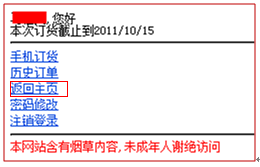 , 您好
本次订货截止到2011/10/15
手机订货
历史订单
返回主页
密码修改
注销登录
本网站含有烟草内容, 未成年人谢绝访问